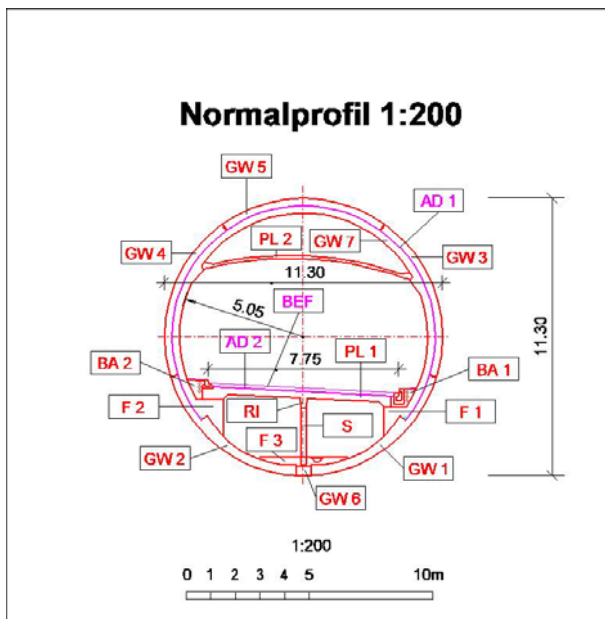 Normalprofil 1:200
GW 5
AD 1
GW 4
PL 2
GW 7
GW 3
11.30
5.05
BEF
11.30
AD 2
7.75
PL 1
BA 2
BA 1
F 2
RI
S
F 1
F 3
GW 2
GW 1
GW 6
1:200
0 1 2 3 4 5 10m